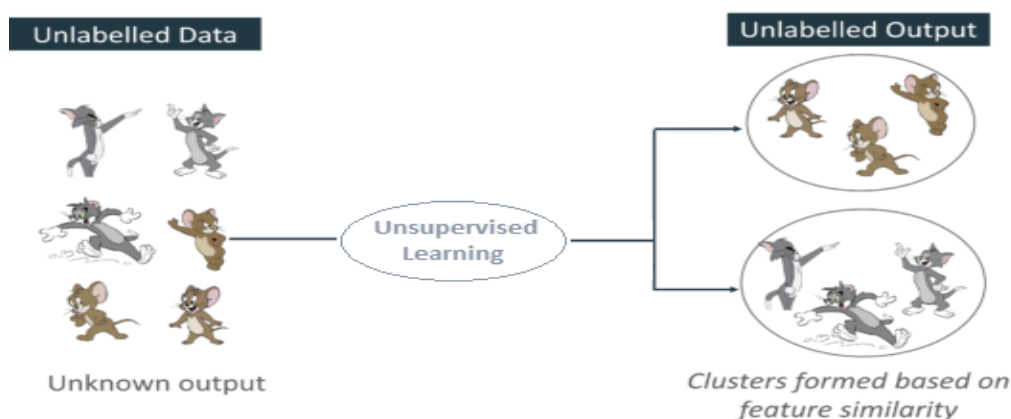 Unlabelled Data
Unknown output
Unsupervised
Learning
Unlabelled Output
Clusters formed based on
feature similarity